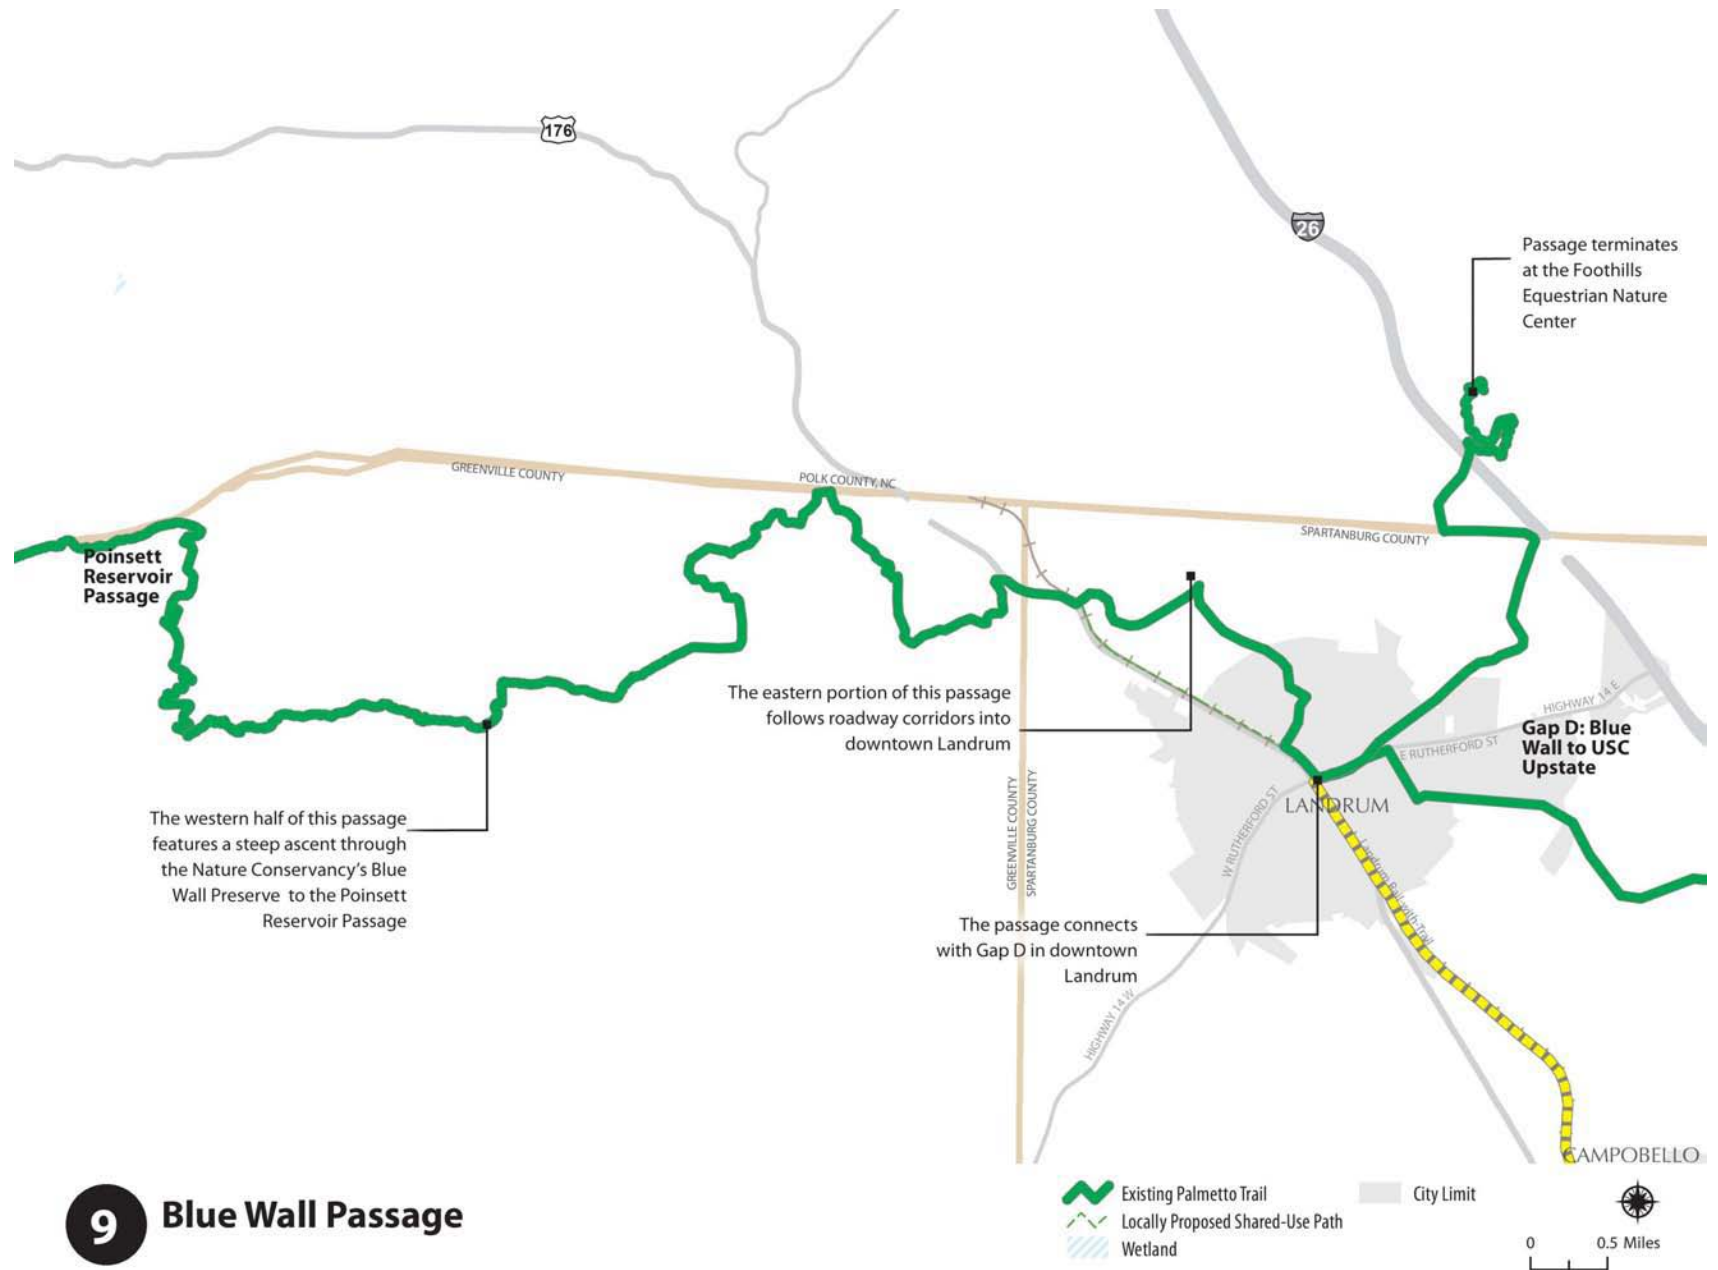 176
26
Passage terminates
at the Foothills
Equestrian Nature
Center
GREENVILLE COUNTY
POLK COUNTY, NC
SPARTANBURG COUNTY
Poinsett
Reservoir
Passage
The eastern portion of this passage
follows roadway corridors into
downtown Landrum
HIGHWAY 14 E
E RUTHERFORD ST
Gap D: Blue
Wall to USC
Upstate
GREENVILLE COUNTY
SPARTANBURG COUNTY
LANDRUM
W RUTHERFORD ST
Landrum Rail-with-Trail
The western half of this passage
features a steep ascent through
the Nature Conservancy's Blue
Wall Preserve to the Poinsett
Reservoir Passage
The passage connects
with Gap D in downtown
Landrum
HIGHWAY 14 W
CAMPOBELLO
9 Blue Wall Passage
Existing Palmetto Trail
Locally Proposed Shared-Use Path
Wetland
City Limit
0 0.5 Miles